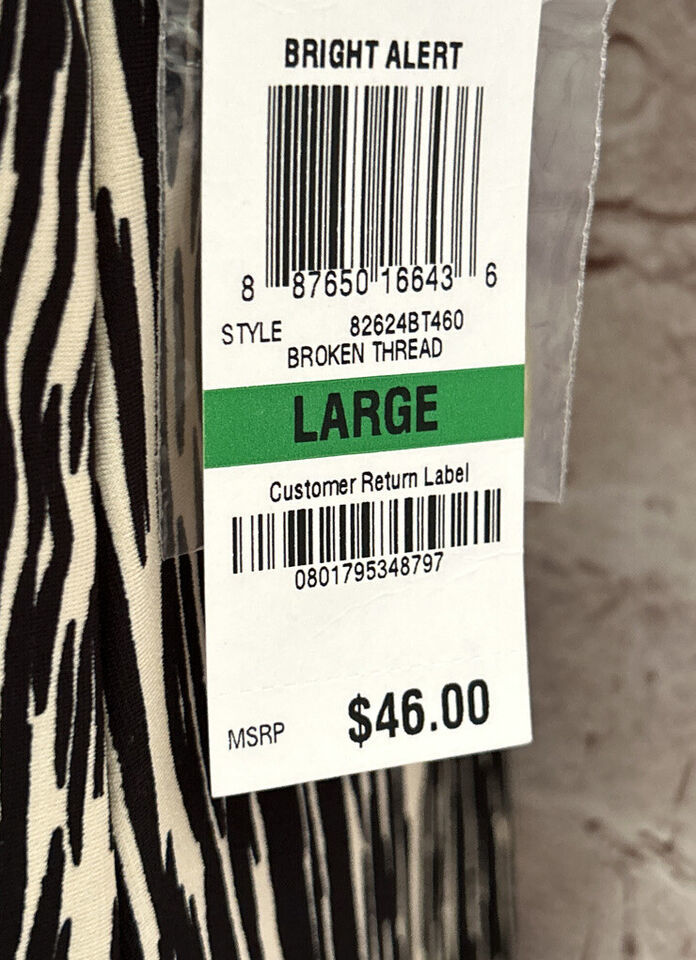 BRIGHT ALERT
8 87650 16643 6
STYLE 82624BT460
BROKEN THREAD
LARGE
Customer Return Label
0801795348797
MSRP $46.00